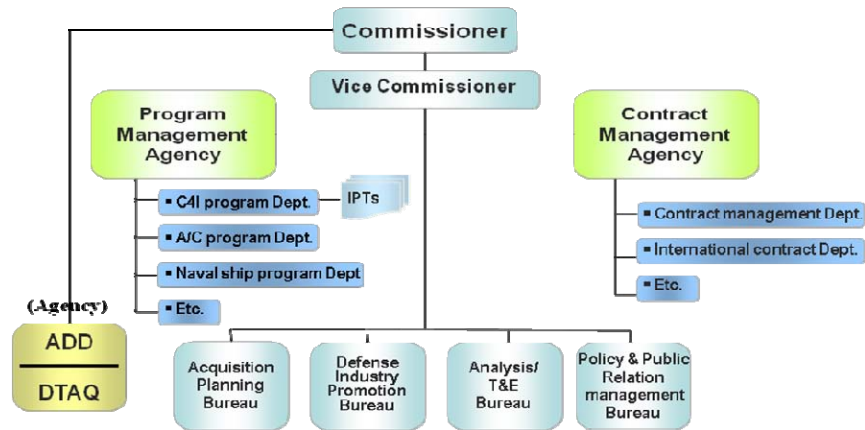 Commissioner
Vice Commissioner
Program
Management
Agency
▪ C4I program Dept.
IPTs
▪ A/C program Dept.
▪ Naval ship program Dept
▪ Etc.
Contract
Management
Agency
▪ Contract management Dept.
▪ International contract Dept.
▪ Etc.
(Agency)
ADD
DTAQ
Acquisition
Planning
Bureau
Defense
Industry
Promotion
Bureau
Analysis/
T&E
Bureau
Policy & Public
Relation
management
Bureau